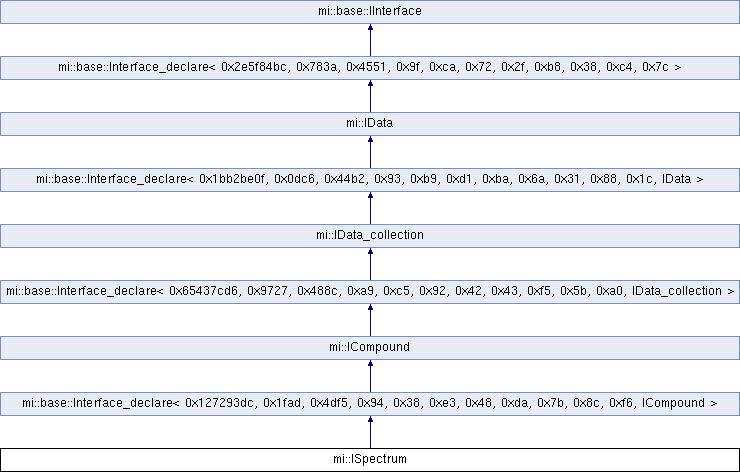 mi::base::IInterface
mi::base::Interface_declare< 0x2e5f84bc, 0x783a, 0x4551, 0x9f, 0xca, 0x72, 0x2f, 0xb8, 0x38, 0xc4, 0x7c >
mi::IData
mi::base::Interface_declare< 0x1bb2be0f, 0x0dc6, 0x44b2, 0x93, 0xb9, 0xd1, 0xba, 0x6a, 0x31, 0x88, 0x1c, IData >
mi::IData_collection
mi::base::Interface_declare< 0x65437cd6, 0x9727, 0x488c, 0xa9, 0xc5, 0x92, 0x42, 0x43, 0xf5, 0x5b, 0xa0, IData_collection >
mi::ICompound
mi::base::Interface_declare< 0x127293dc, 0x1fad, 0x4df5, 0x94, 0x38, 0xe3, 0x48, 0xda, 0x7b, 0x8c, 0xf6, ICompound >
mi::ISpectrum